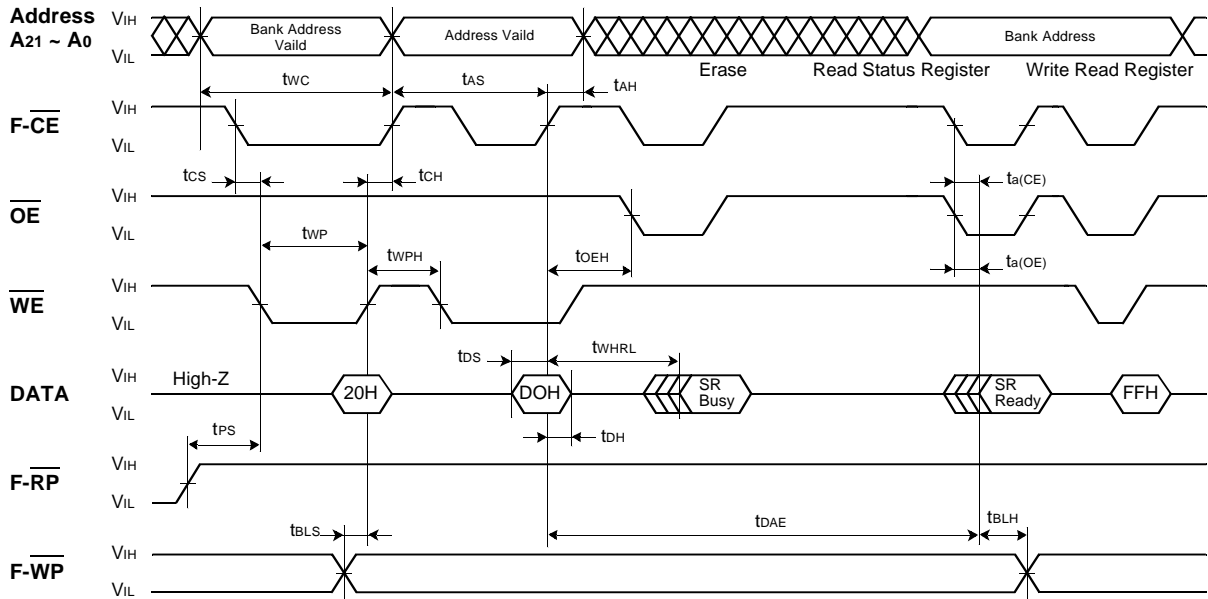 Address
A21 ~ A0
VIH
VIL
Bank Address
Vaild
Address Vaild
Bank Address
Erase
Read Status Register
Write Read Register
tWC
tAS
tAH
F-CE
VIH
VIL
tCS
tCH
ta(CE)
OE
VIH
VIL
tWP
tWPH
tOEH
ta(OE)
WE
VIH
VIL
tDS
tWHRL
DATA
VIH
VIL
High-Z
20H
DOH
SR
Busy
SR
Ready
FFH
tPS
tDH
F-RP
VIH
VIL
tBLS
tDAE
tBLH
F-WP
VIH
VIL